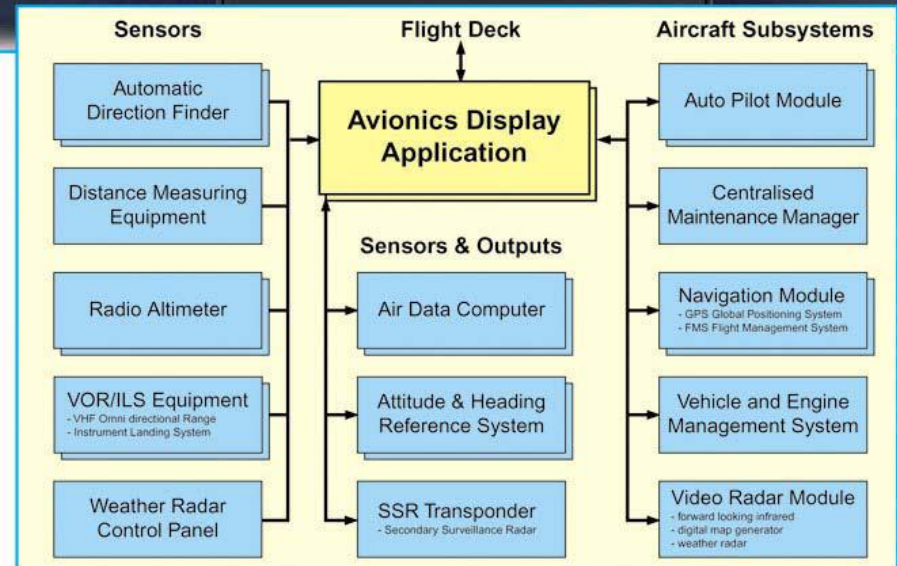 Sensors
Automatic
Direction Finder
Distance Measuring
Equipment
Radio Altimeter
VOR/ILS Equipment
- VHF Omni directional Range
- Instrument Landing System
Weather Radar
Control Panel
Flight Deck
Avionics Display
Application
Sensors & Outputs
Air Data Computer
Attitude & Heading
Reference System
SSR Transponder
- Secondary Surveillance Radar
Aircraft Subsystems
Auto Pilot Module
Centralised
Maintenance Manager
Navigation Module
- GPS Global Positioning System
- FMS Flight Management System
Vehicle and Engine
Management System
Video Radar Module
- forward looking infrared
- digital map generator
- weather radar